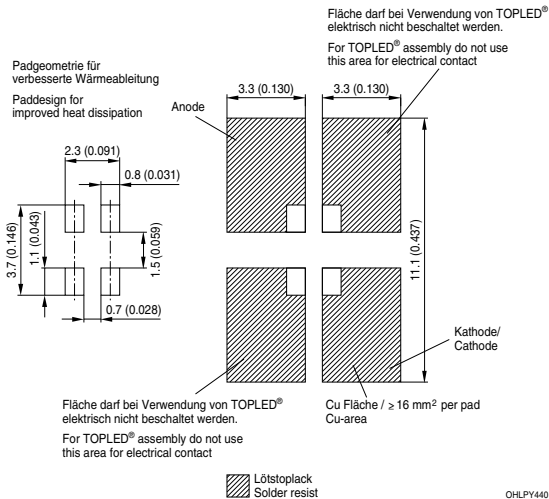 Fläche darf bei Verwendung von TOPLED®
elektrisch nicht beschaltet werden.
For TOPLED® assembly do not use
this area for electrical contact
Padgeometrie für
verbesserte Wärmeableitung
Paddesign for
improved heat dissipation
Anode
3.3 (0.130)
3.3 (0.130)
2.3 (0.091)
0.8 (0.031)
3.7 (0.146)
1.1 (0.043)
1.5 (0.059)
0.7 (0.028)
11.1 (0.437)
Kathode/
Cathode
Fläche darf bei Verwendung von TOPLED®
elektrisch nicht beschaltet werden.
For TOPLED® assembly do not use
this area for electrical contact
Cu Fläche / ≥ 16 mm² per pad
Cu-area
Lötstoplack
Solder resist
OHLPY440